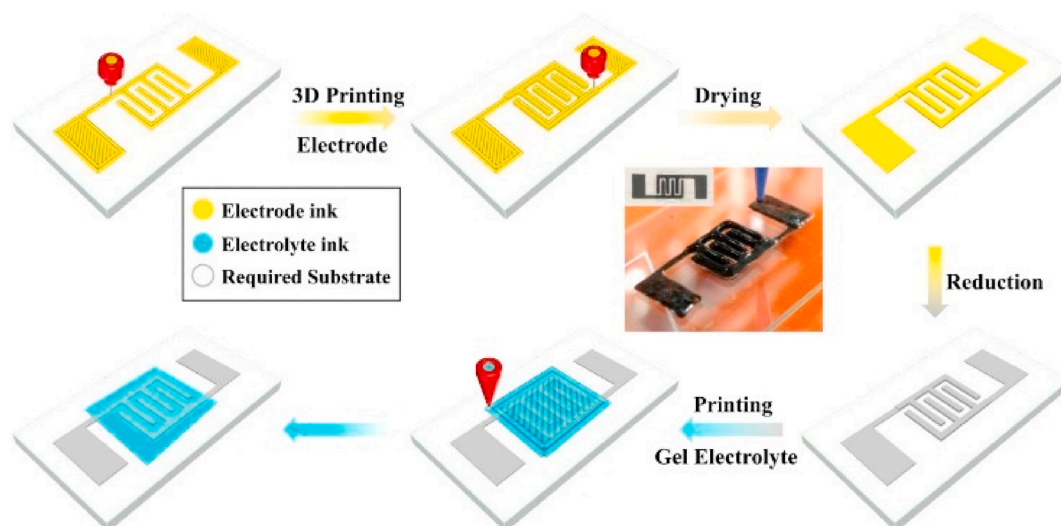 3D Printing
Electrode
Drying
Electrode ink
Electrolyte ink
Required Substrate
Reduction
Printing
Gel Electrolyte